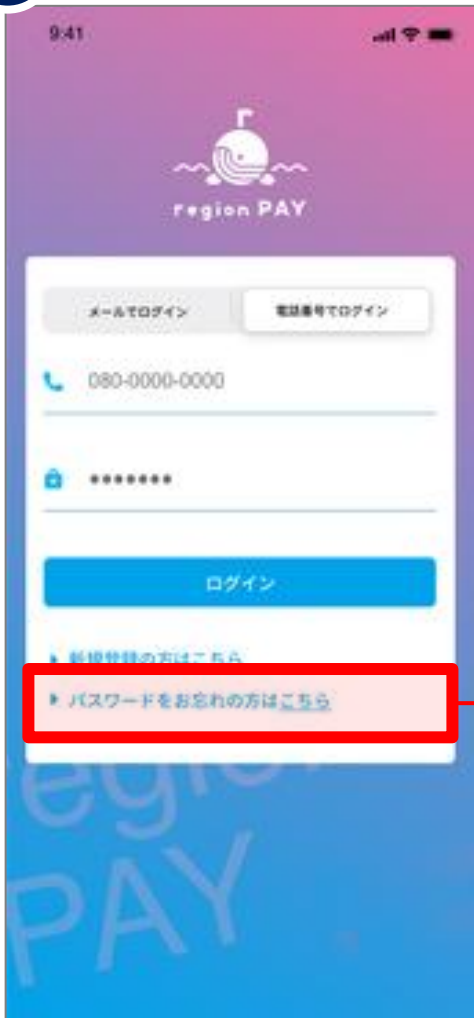 9:41
region PAY
メールでログイン
電話番号でログイン
080-0000-0000
•••••••
ログイン
新規登録の方はこちら
パスワードをお忘れの方はこちら
region
PAY